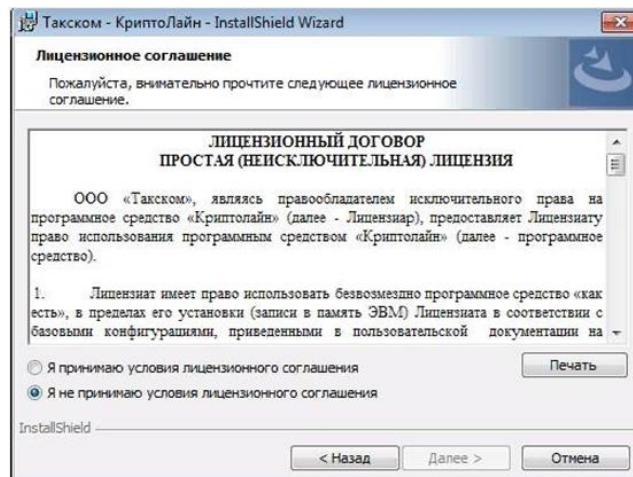 Такском - КриптоЛайн - InstallShield Wizard
Лицензионное соглашение
Пожалуйста, внимательно прочтите следующее лицензионное
соглашение.
ЛИЦЕНЗИОННЫЙ ДОГОВОР
ПРОСТАЯ (НЕИСКЛЮЧИТЕЛЬНАЯ) ЛИЦЕНЗИЯ
ООО «Такском», являясь правообладателем исключительного права на
программное средство «Криптолайн» (далее - Лицензиар), предоставляет Лицензиату
право использования программным средством «Криптолайн» (далее - программное
средство).
1. Лицензиат имеет право использовать безвозмездно программное средство «как
есть», в пределах его установки (записи в память ЭВМ) Лицензиата в соответствии с
базовыми конфигурациями, приведенными в пользовательской документации на
Я принимаю условия лицензионного соглашения
Печать
Я не принимаю условия лицензионного соглашения
InstallShield
< Назад
Далее >
Отмена